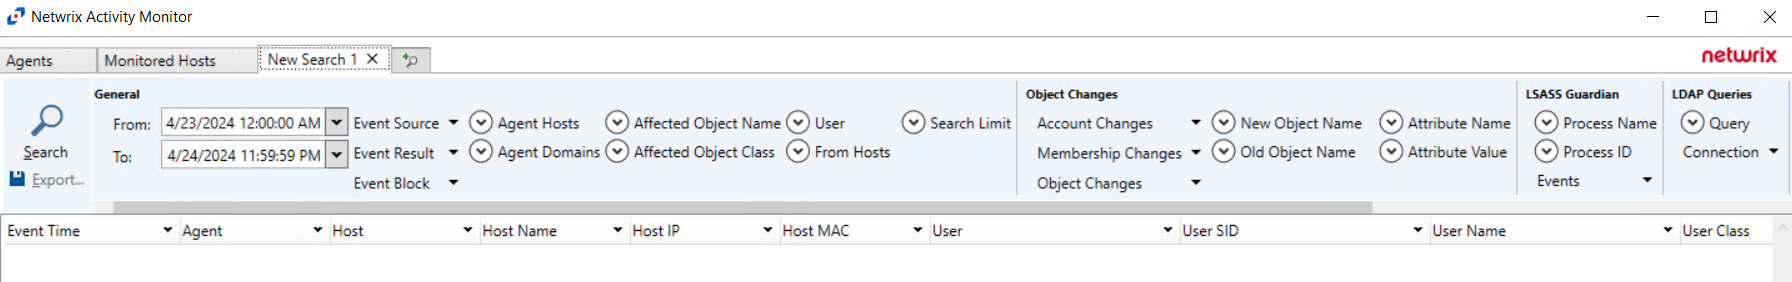 Netwrix Activity Monitor
Agents Monitored Hosts New Search 1
netwrix
General Object Changes LSASS Guardian LDAP Queries
From: 4/23/2024 12:00:00 AM Event Source Agent Hosts Affected Object Name User Search Limit Account Changes New Object Name Attribute Name Process Name Query
Search To: 4/24/2024 11:59:59 PM Event Result Agent Domains Affected Object Class From Hosts Membership Changes Old Object Name Attribute Value Process ID Connection
Export... Event Block Object Changes Events
Event Time Agent Host Host Name Host IP Host MAC User User SID User Name User Class